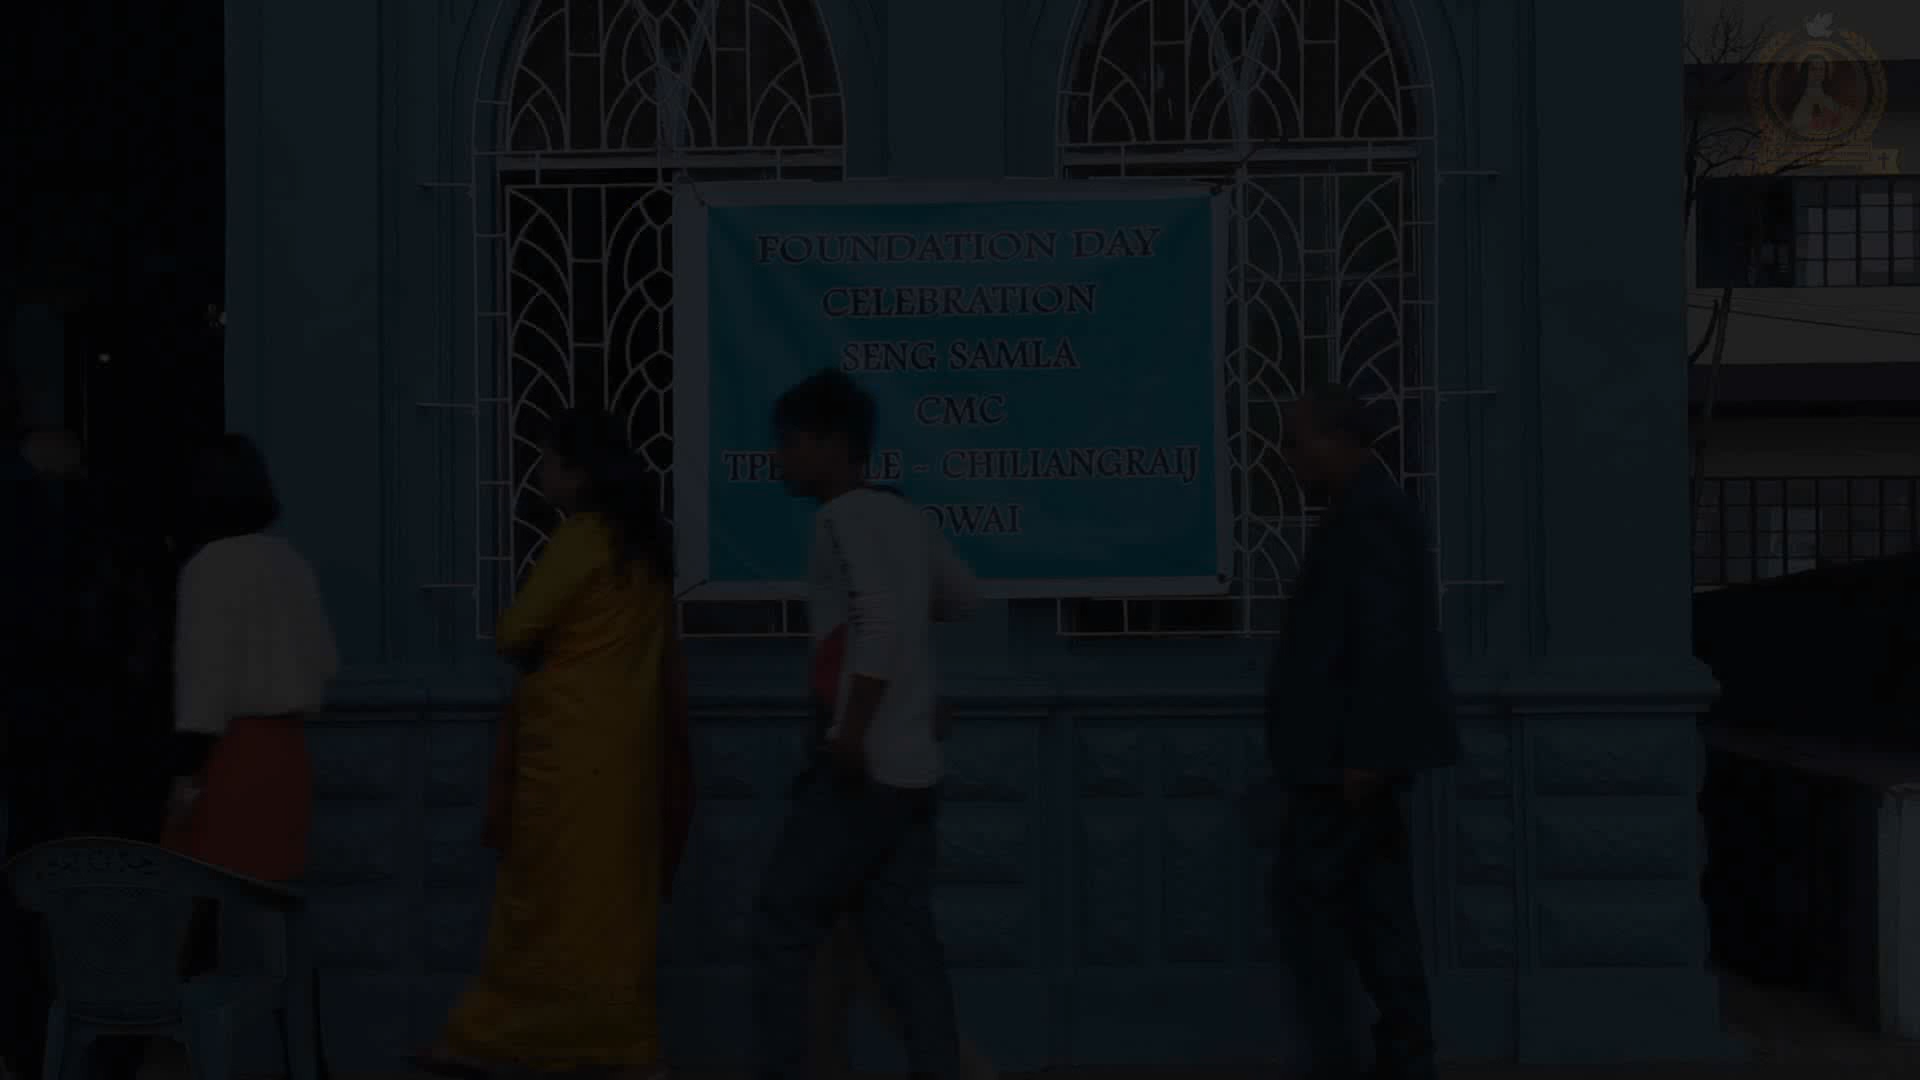 FOUNDATION DAY
CELEBRATION
SENG SAMLA
CMC
- CHILIANGRAIJ